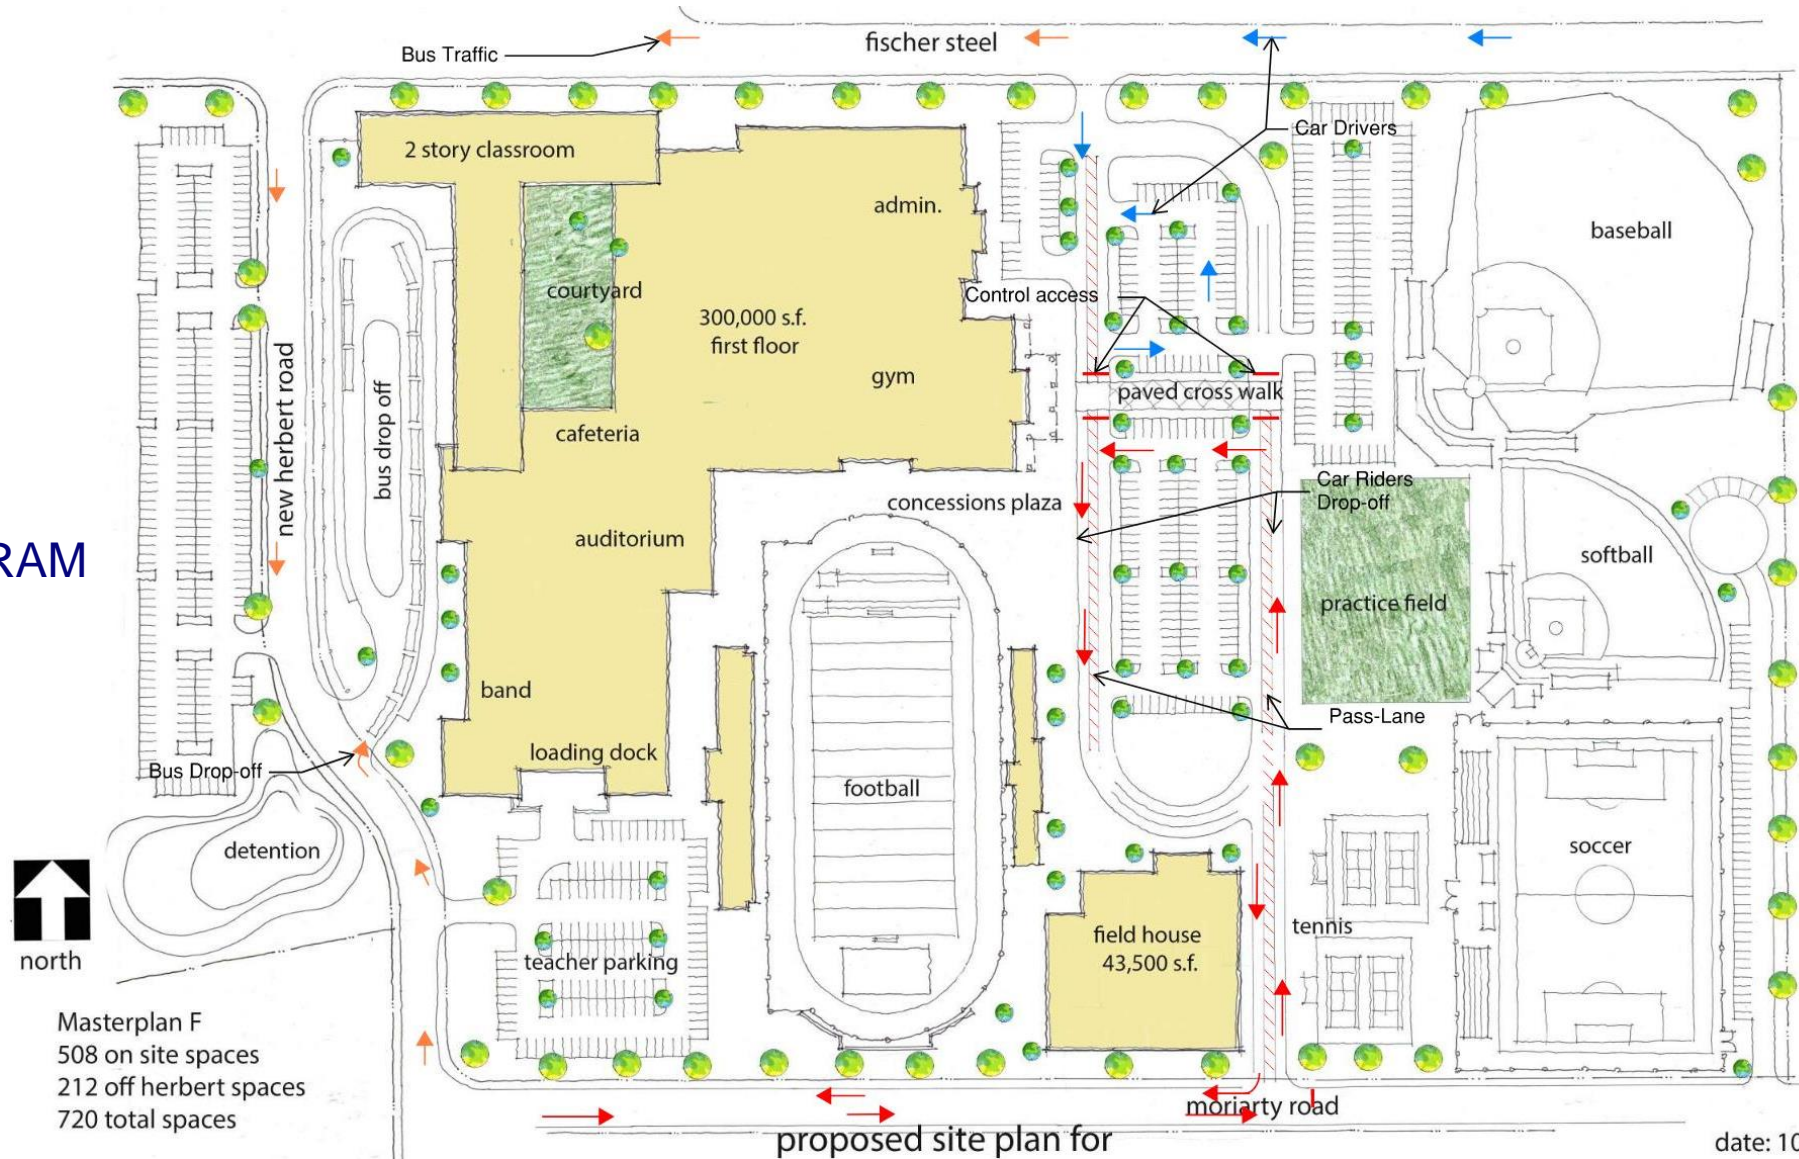 Bus Traffic
fischer steel
Car Drivers
2 story classroom
admin.
baseball
courtyard
Control access
300,000 s.f.
first floor
new herbert road
bus drop off
gym
paved cross walk
cafeteria
concessions plaza
Car Riders
Drop-off
RAM
auditorium
softball
practice field
band
Pass-Lane
loading dock
Bus Drop-off
football
detention
soccer
north
field house
43,500 s.f.
tennis
teacher parking
Masterplan F
508 on site spaces
212 off herbert spaces
720 total spaces
moriarty road
proposed site plan for
date: 10